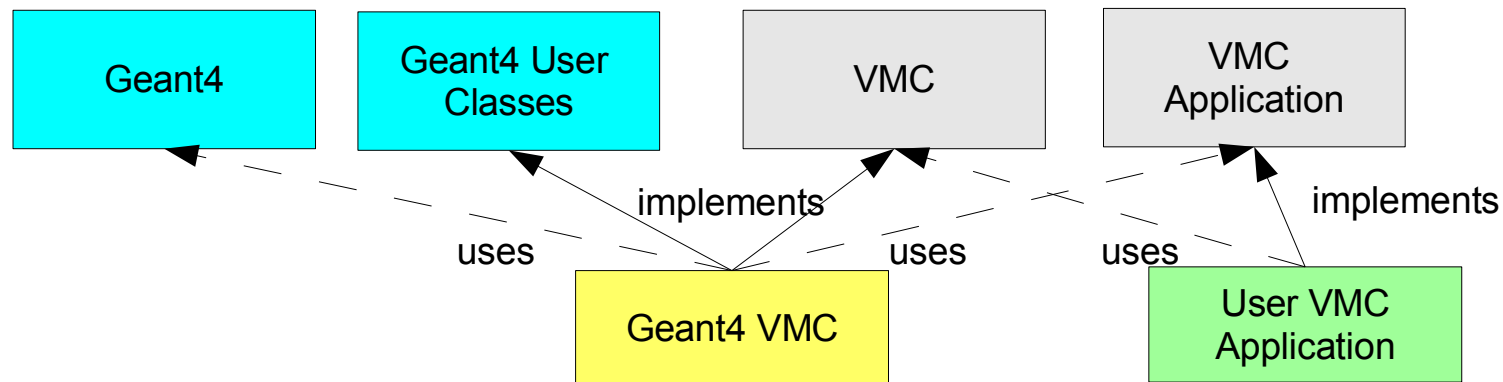 Geant4
Geant4 User
Classes
VMC
VMC
Application
implements
implements
uses
uses
uses
Geant4 VMC
User VMC
Application